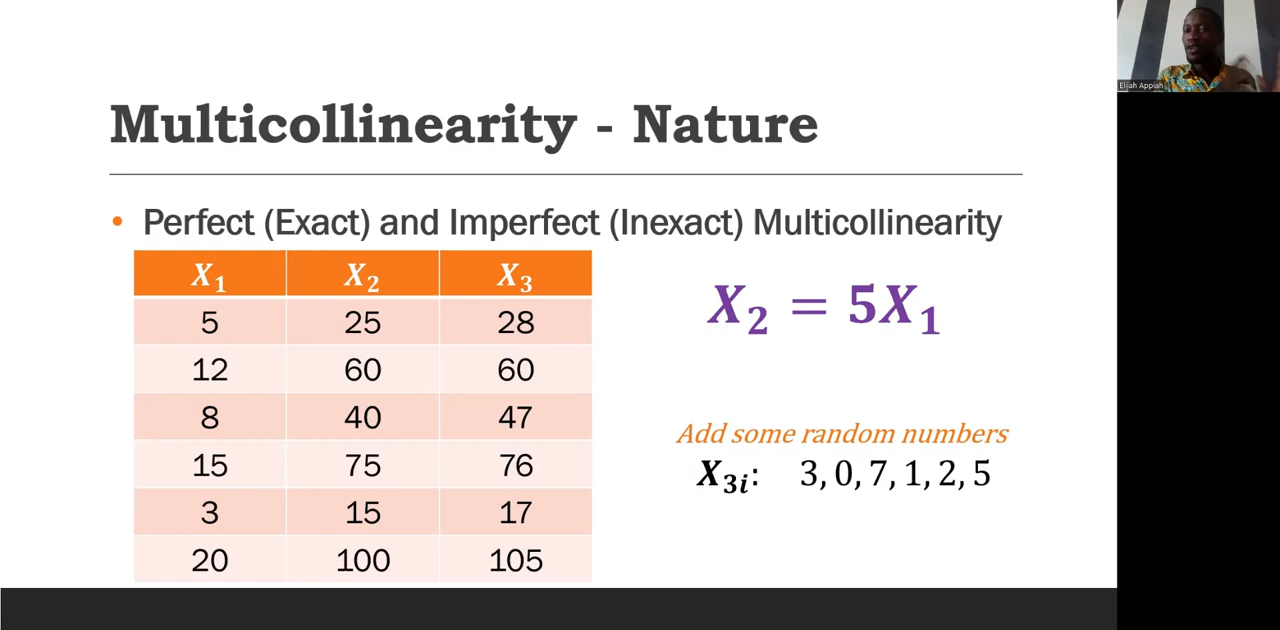 Elijah Appiah
Multicollinearity - Nature
• Perfect (Exact) and Imperfect (Inexact) Multicollinearity
X₁ X₂ X₃
5 25 28
12 60 60
8 40 47
15 75 76
3 15 17
20 100 105
X₂ = 5X₁
Add some random numbers
X₃ᵢ: 3, 0, 7, 1, 2, 5